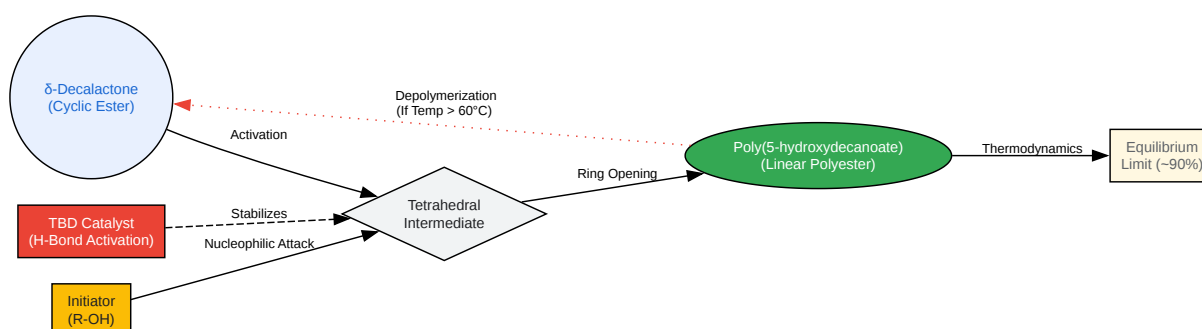 δ-Decalactone
(Cyclic Ester)
Activation
TBD Catalyst
(H-Bond Activation)
Stabilizes
Nucleophilic Attack
Initiator
(R-OH)
Tetrahedral
Intermediate
Depolymerization
(If Temp > 60°C)
Ring Opening
Poly(5-hydroxydecanoate)
(Linear Polyester)
Thermodynamics
Equilibrium
Limit (~90%)